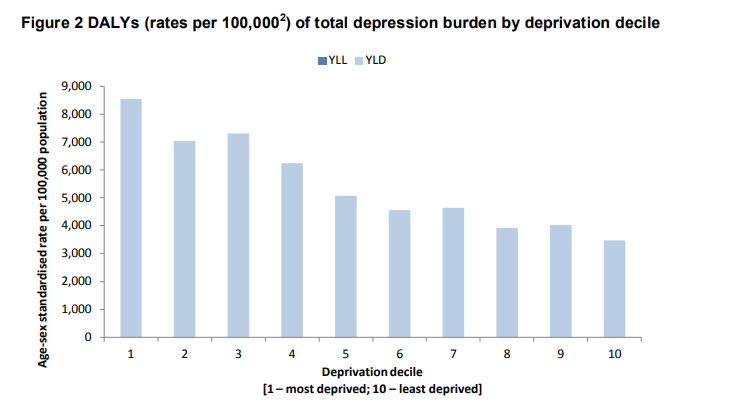 Figure 2 DALYs (rates per 100,000²) of total depression burden by deprivation decile
YLL YLD
Age-sex standardised rate per 100,000 population
9,000
8,000
7,000
6,000
5,000
4,000
3,000
2,000
1,000
0
1 2 3 4 5 6 7 8 9 10
Deprivation decile
[1 – most deprived; 10 – least deprived]